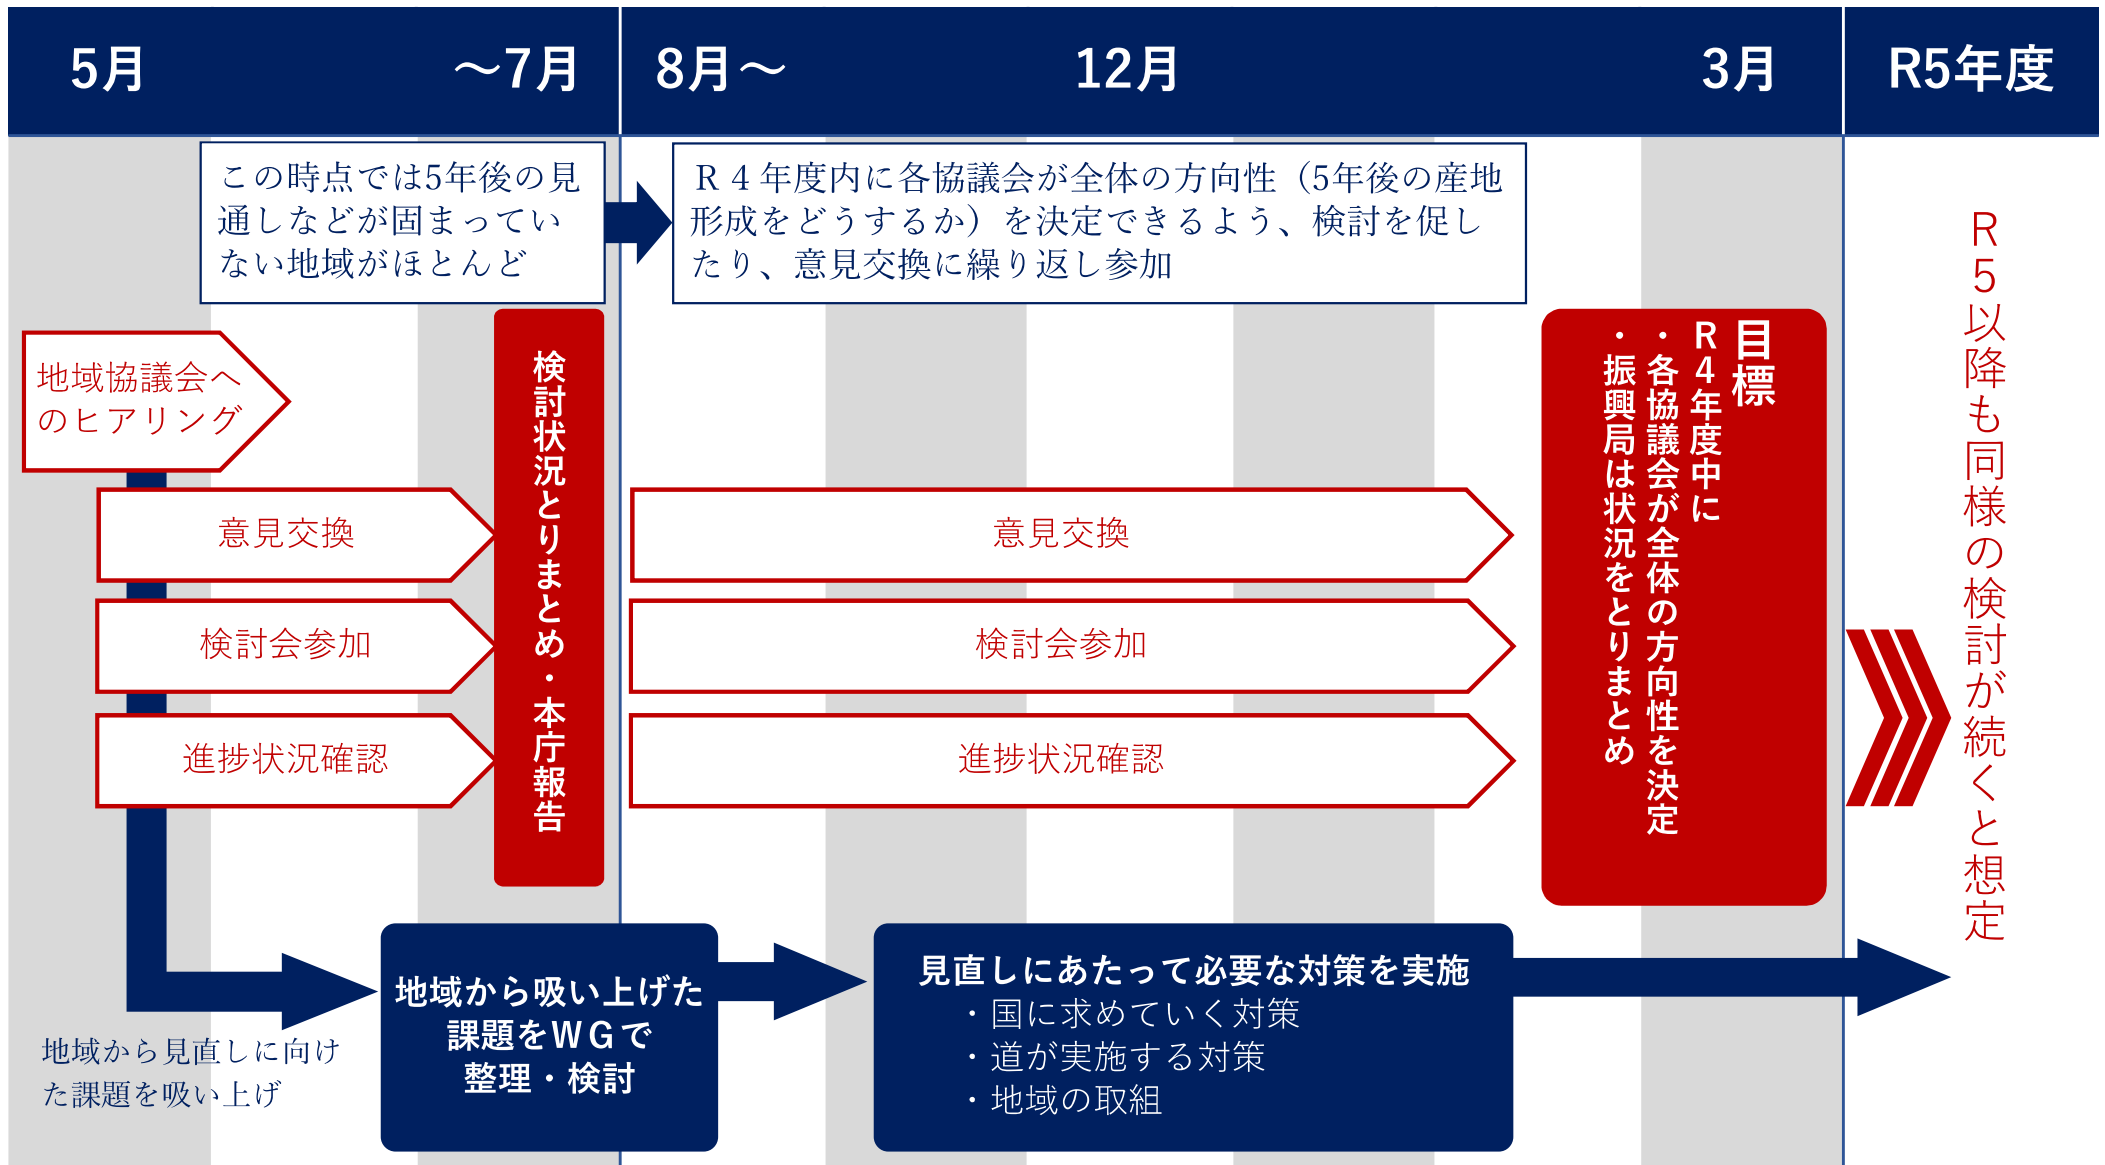 5月
～7月
8月～
12月
3月
R5年度
この時点では5年後の見
通しなどが固まってい
ない地域がほとんど
Ｒ４年度内に各協議会が全体の方向性（5年後の産地
形成をどうするか）を決定できるよう、検討を促し
たり、意見交換に繰り返し参加
地域協議会へ
のヒアリング
意見交換
検討会参加
進捗状況確認
検討状況とりまとめ・本庁報告
意見交換
検討会参加
進捗状況確認
目標
R4年度中に
・各協議会が全体の方向性を決定
・振興局は状況をとりまとめ
R５以降も同様の検討が続くと想定
地域から見直しに向け
た課題を吸い上げ
地域から吸い上げた
課題をＷＧで
整理・検討
見直しにあたって必要な対策を実施
・国に求めていく対策
・道が実施する対策
・地域の取組